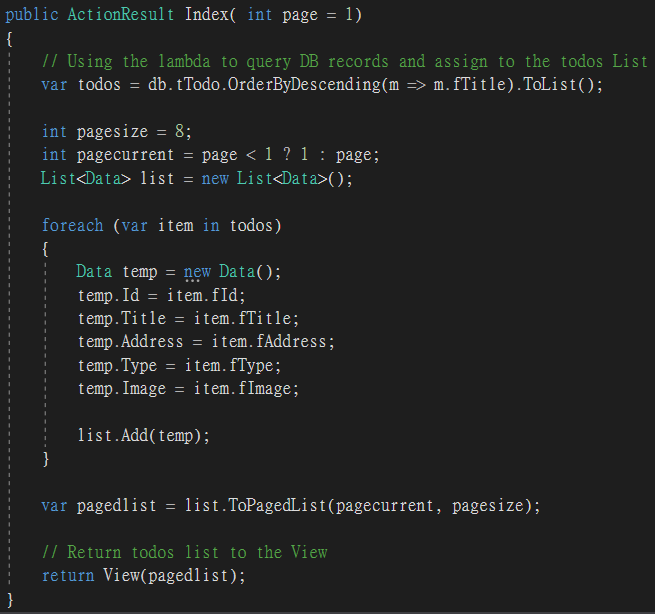 public ActionResult Index( int page = 1)
{
// Using the lambda to query DB records and assign to the todos List
var todos = db.tTodo.OrderByDescending(m => m.fTitle).ToList();
int pagesize = 8;
int pagecurrent = page < 1 ? 1 : page;
List<Data> list = new List<Data>();
foreach (var item in todos)
{
Data temp = new Data();
temp.Id = item.fId;
temp.Title = item.fTitle;
temp.Address = item.fAddress;
temp.Type = item.fType;
temp.Image = item.fImage;
list.Add(temp);
}
var pagedlist = list.ToPagedList(pagecurrent, pagesize);
// Return todos list to the View
return View(pagedlist);
}